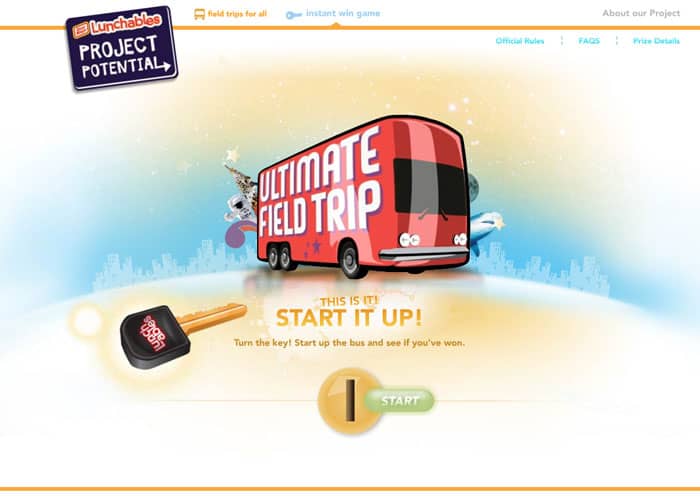 Lunchables
PROJECT
POTENTIAL
field trips for all
instant win game
About our Project
Official Rules
FAQS
Prize Details
ULTIMATE
FIELD TRIP
THIS IS IT!
START IT UP!
Turn the key! Start up the bus and see if you've won.
Lunch
ables
START